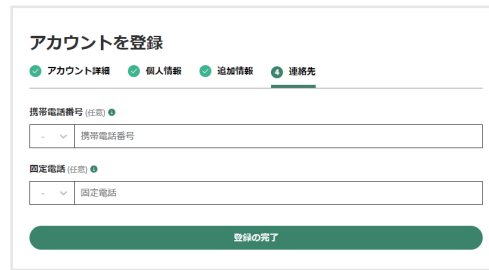 アカウントを登録
アカウント詳細 個人情報 追加情報 4 連絡先
携帯電話番号 (任意)
- 携帯電話番号
固定電話 (任意)
- 固定電話
登録の完了